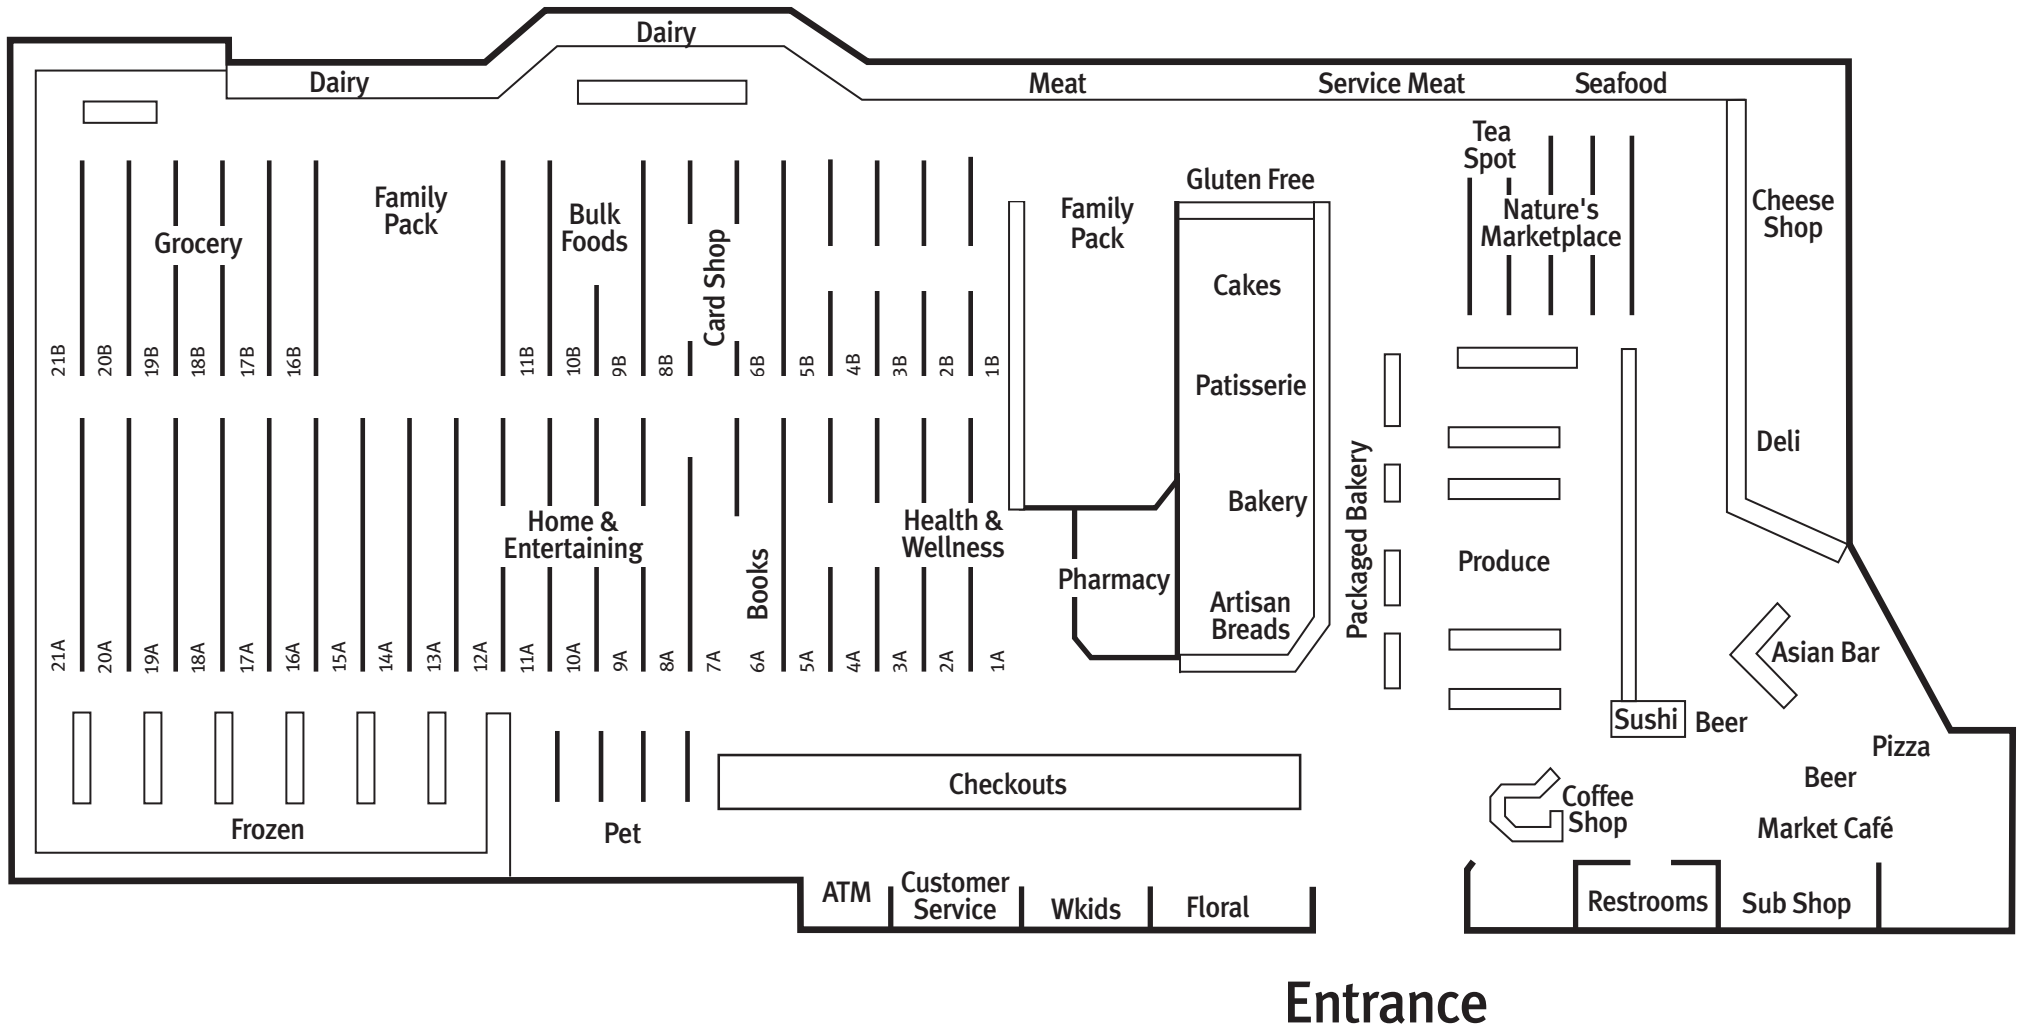 Dairy
Dairy
Meat
Service Meat
Seafood
Tea
Spot
Gluten Free
Family
Pack
Family
Pack
Bulk
Foods
Grocery
Card Shop
Nature's
Marketplace
Cheese
Shop
Cakes
21B
20B
19B
18B
17B
16B
11B
10B
9B
8B
6B
5B
4B
3B
2B
1B
Patisserie
Deli
Bakery
Packaged Bakery
Home &
Entertaining
Books
Health &
Wellness
Pharmacy
Produce
Artisan
Breads
Asian Bar
21A
20A
19A
18A
17A
16A
15A
14A
13A
12A
11A
10A
9A
8A
7A
6A
5A
4A
3A
2A
1A
Sushi
Beer
Pizza
Beer
Checkouts
Coffee
Shop
Market Café
Frozen
Pet
ATM
Customer
Service
Wkids
Floral
Restrooms
Sub Shop
Entrance